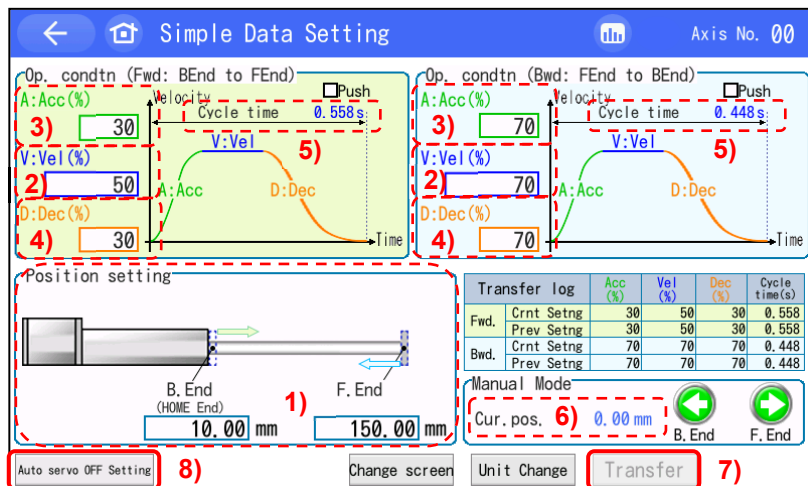 Simple Data Setting
Axis No. 00
Op. condtn (Fwd: BEnd to FEnd)
A:Acc(%)
3)
30
V:Vel(%)
2)
50
D:Dec(%)
4)
30
Velocity
Push
Cycle time 0.558s
5)
V:Vel
A:Acc
D:Dec
Time
Op. condtn (Bwd: FEnd to BEnd)
A:Acc(%)
3)
70
V:Vel(%)
2)
70
D:Dec(%)
4)
70
Velocity
Push
Cycle time 0.448s
5)
V:Vel
A:Acc
D:Dec
Time
Position setting
B.End
(HOME End)
10.00 mm
1)
F.End
150.00 mm
Transfer log Acc (%) Vel (%) Dec (%) Cycle time(s)
Fwd. Crnt Setng 30 50 30 0.558
Prev Setng 30 50 30 0.558
Bwd. Crnt Setng 70 70 70 0.448
Prev Setng 70 70 70 0.448
Manual Mode
Cur.pos. 6) 0.00 mm
B.End
F.End
Auto servo OFF Setting
8)
Change screen
Unit Change
Transfer
7)